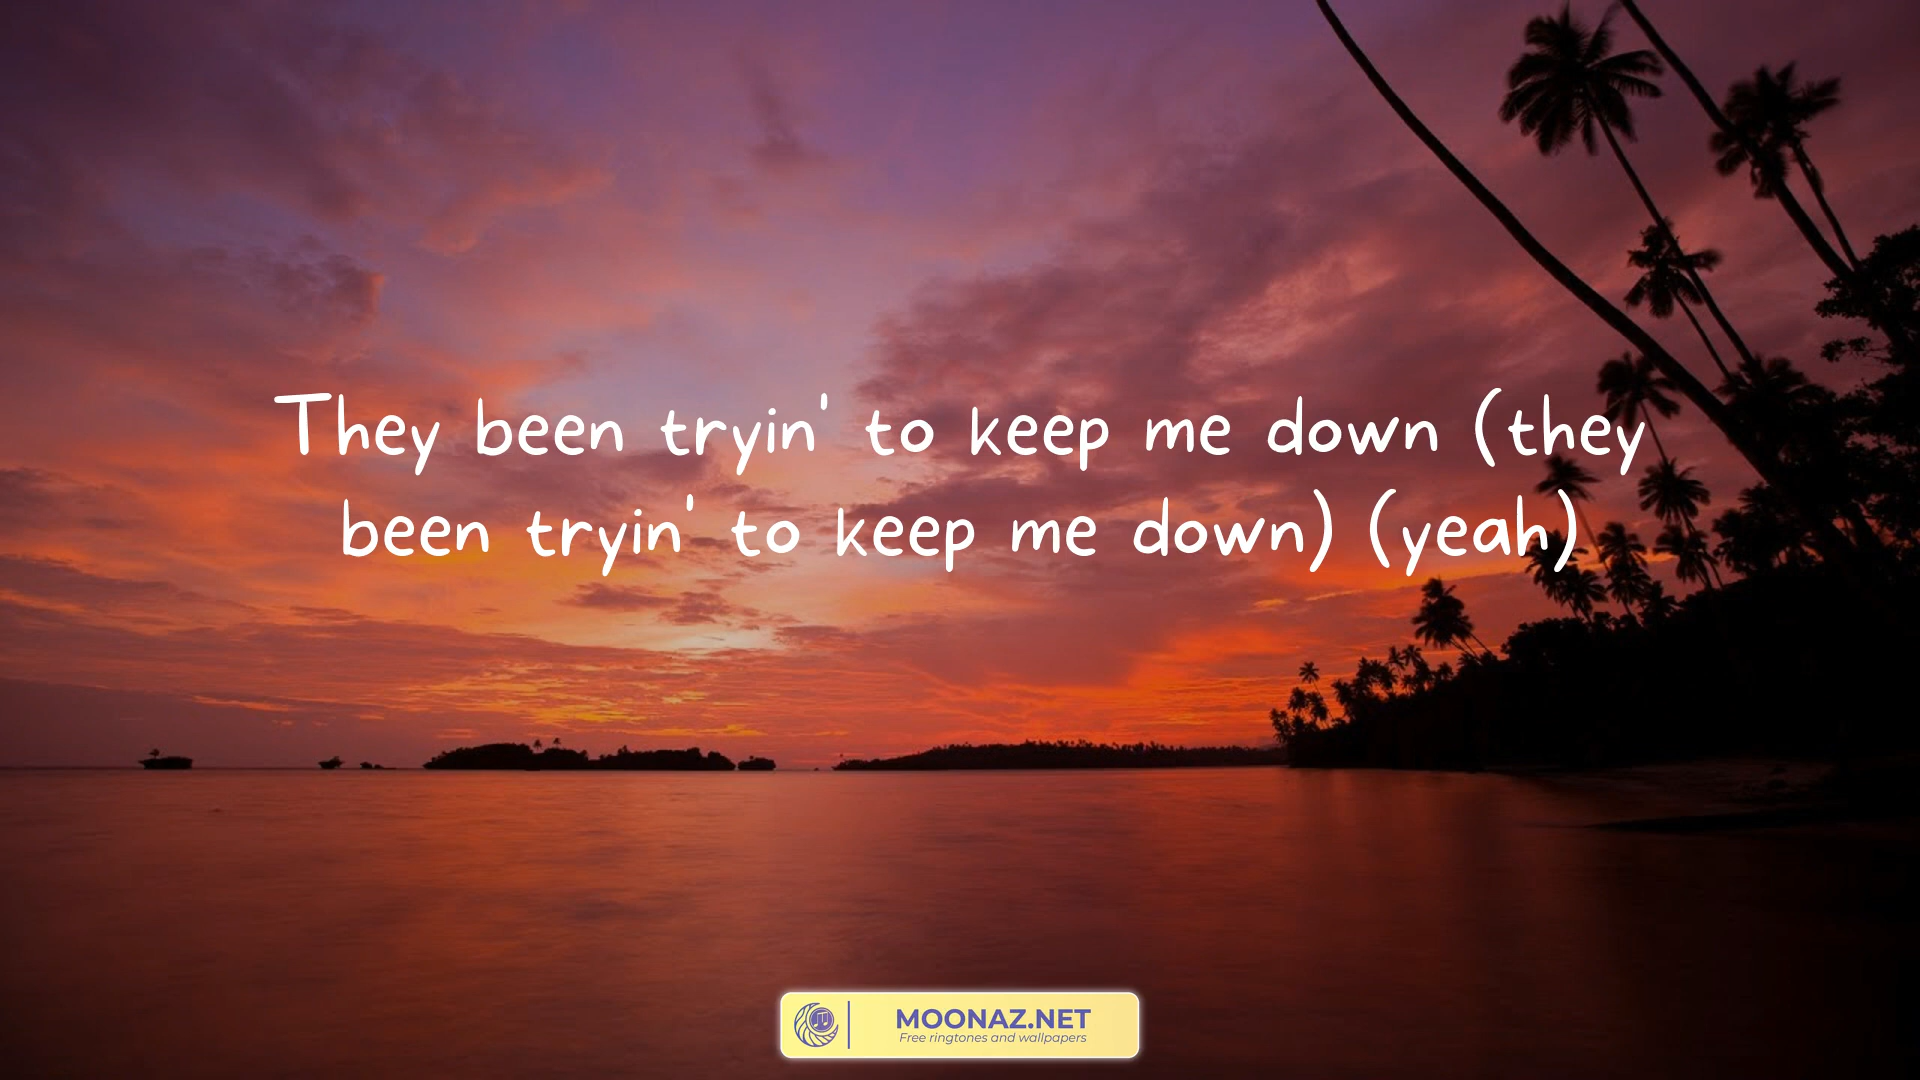 They been tryin' to keep me down (they
been tryin' to keep me down) (yeah)
MOONAZ.NET
Free ringtones and wallpapers